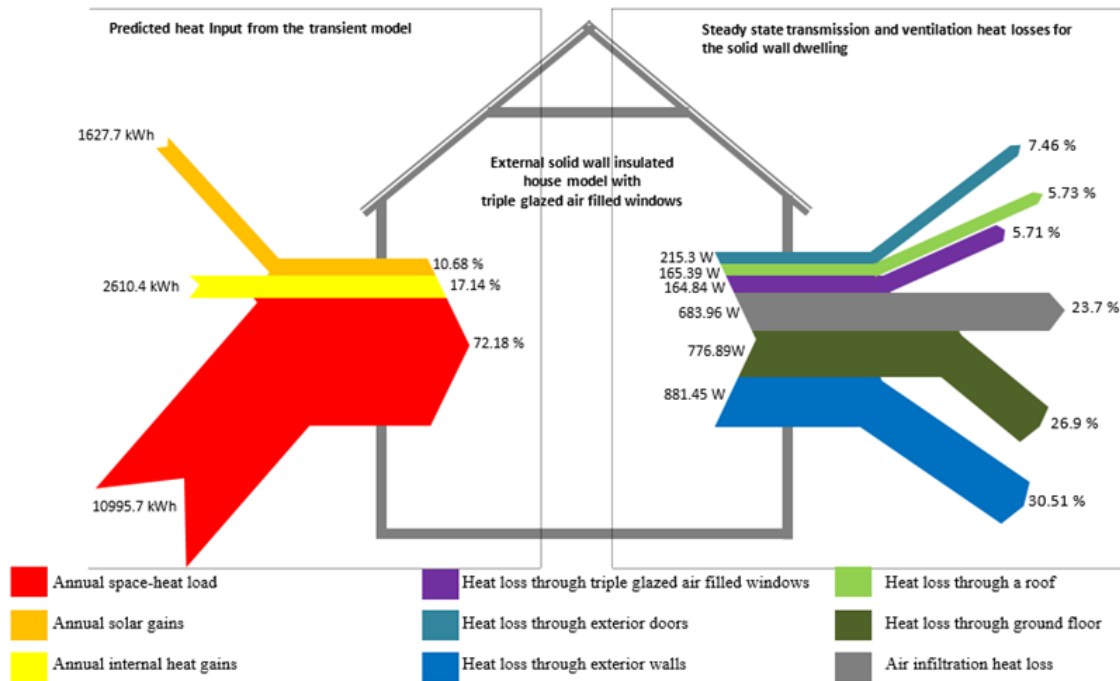 Predicted heat Input from the transient model
Steady state transmission and ventilation heat losses for
the solid wall dwelling
External solid wall insulated
house model with
triple glazed air filled windows
1627.7 kWh
10.68 %
2610.4 kWh
17.14 %
72.18 %
10995.7 kWh
7.46 %
5.73 %
5.71 %
215.3 W
165.39 W
164.84 W
683.96 W
23.7 %
776.89W
881.45 W
26.9 %
30.51 %
Annual space-heat load
Heat loss through triple glazed air filled windows
Heat loss through a roof
Annual solar gains
Heat loss through exterior doors
Heat loss through ground floor
Annual internal heat gains
Heat loss through exterior walls
Air infiltration heat loss